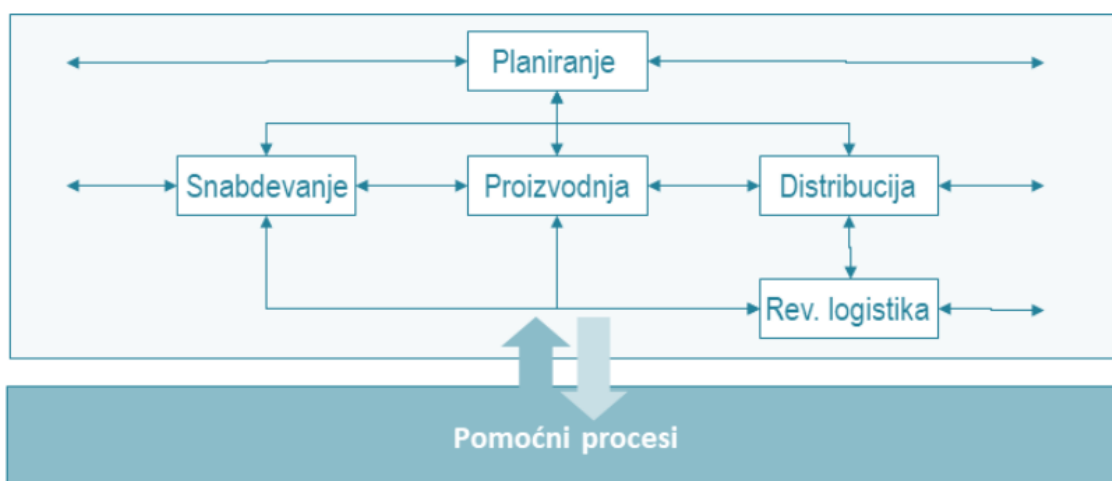 Planiranje
Snabdevanje
Proizvodnja
Distribucija
Rev. logistika
Pomoćni procesi